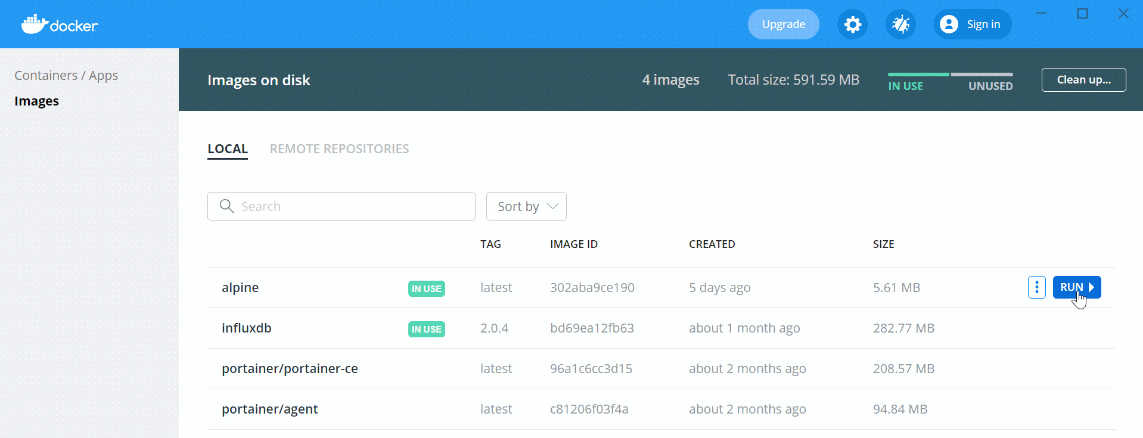 docker
Upgrade
Sign in
Containers / Apps
Images
Images on disk
4 images
Total size: 591.59 MB
IN USE
UNUSED
Clean up...
LOCAL
REMOTE REPOSITORIES
Search
Sort by
TAG IMAGE ID CREATED SIZE
alpine IN USE latest 302aba9ce190 5 days ago 5.61 MB RUN
influxdb IN USE 2.0.4 bd69ea12fb63 about 1 month ago 282.77 MB
portainer/portainer-ce latest 96a1c6cc3d15 about 2 months ago 208.57 MB
portainer/agent latest c81206f03f4a about 2 months ago 94.84 MB